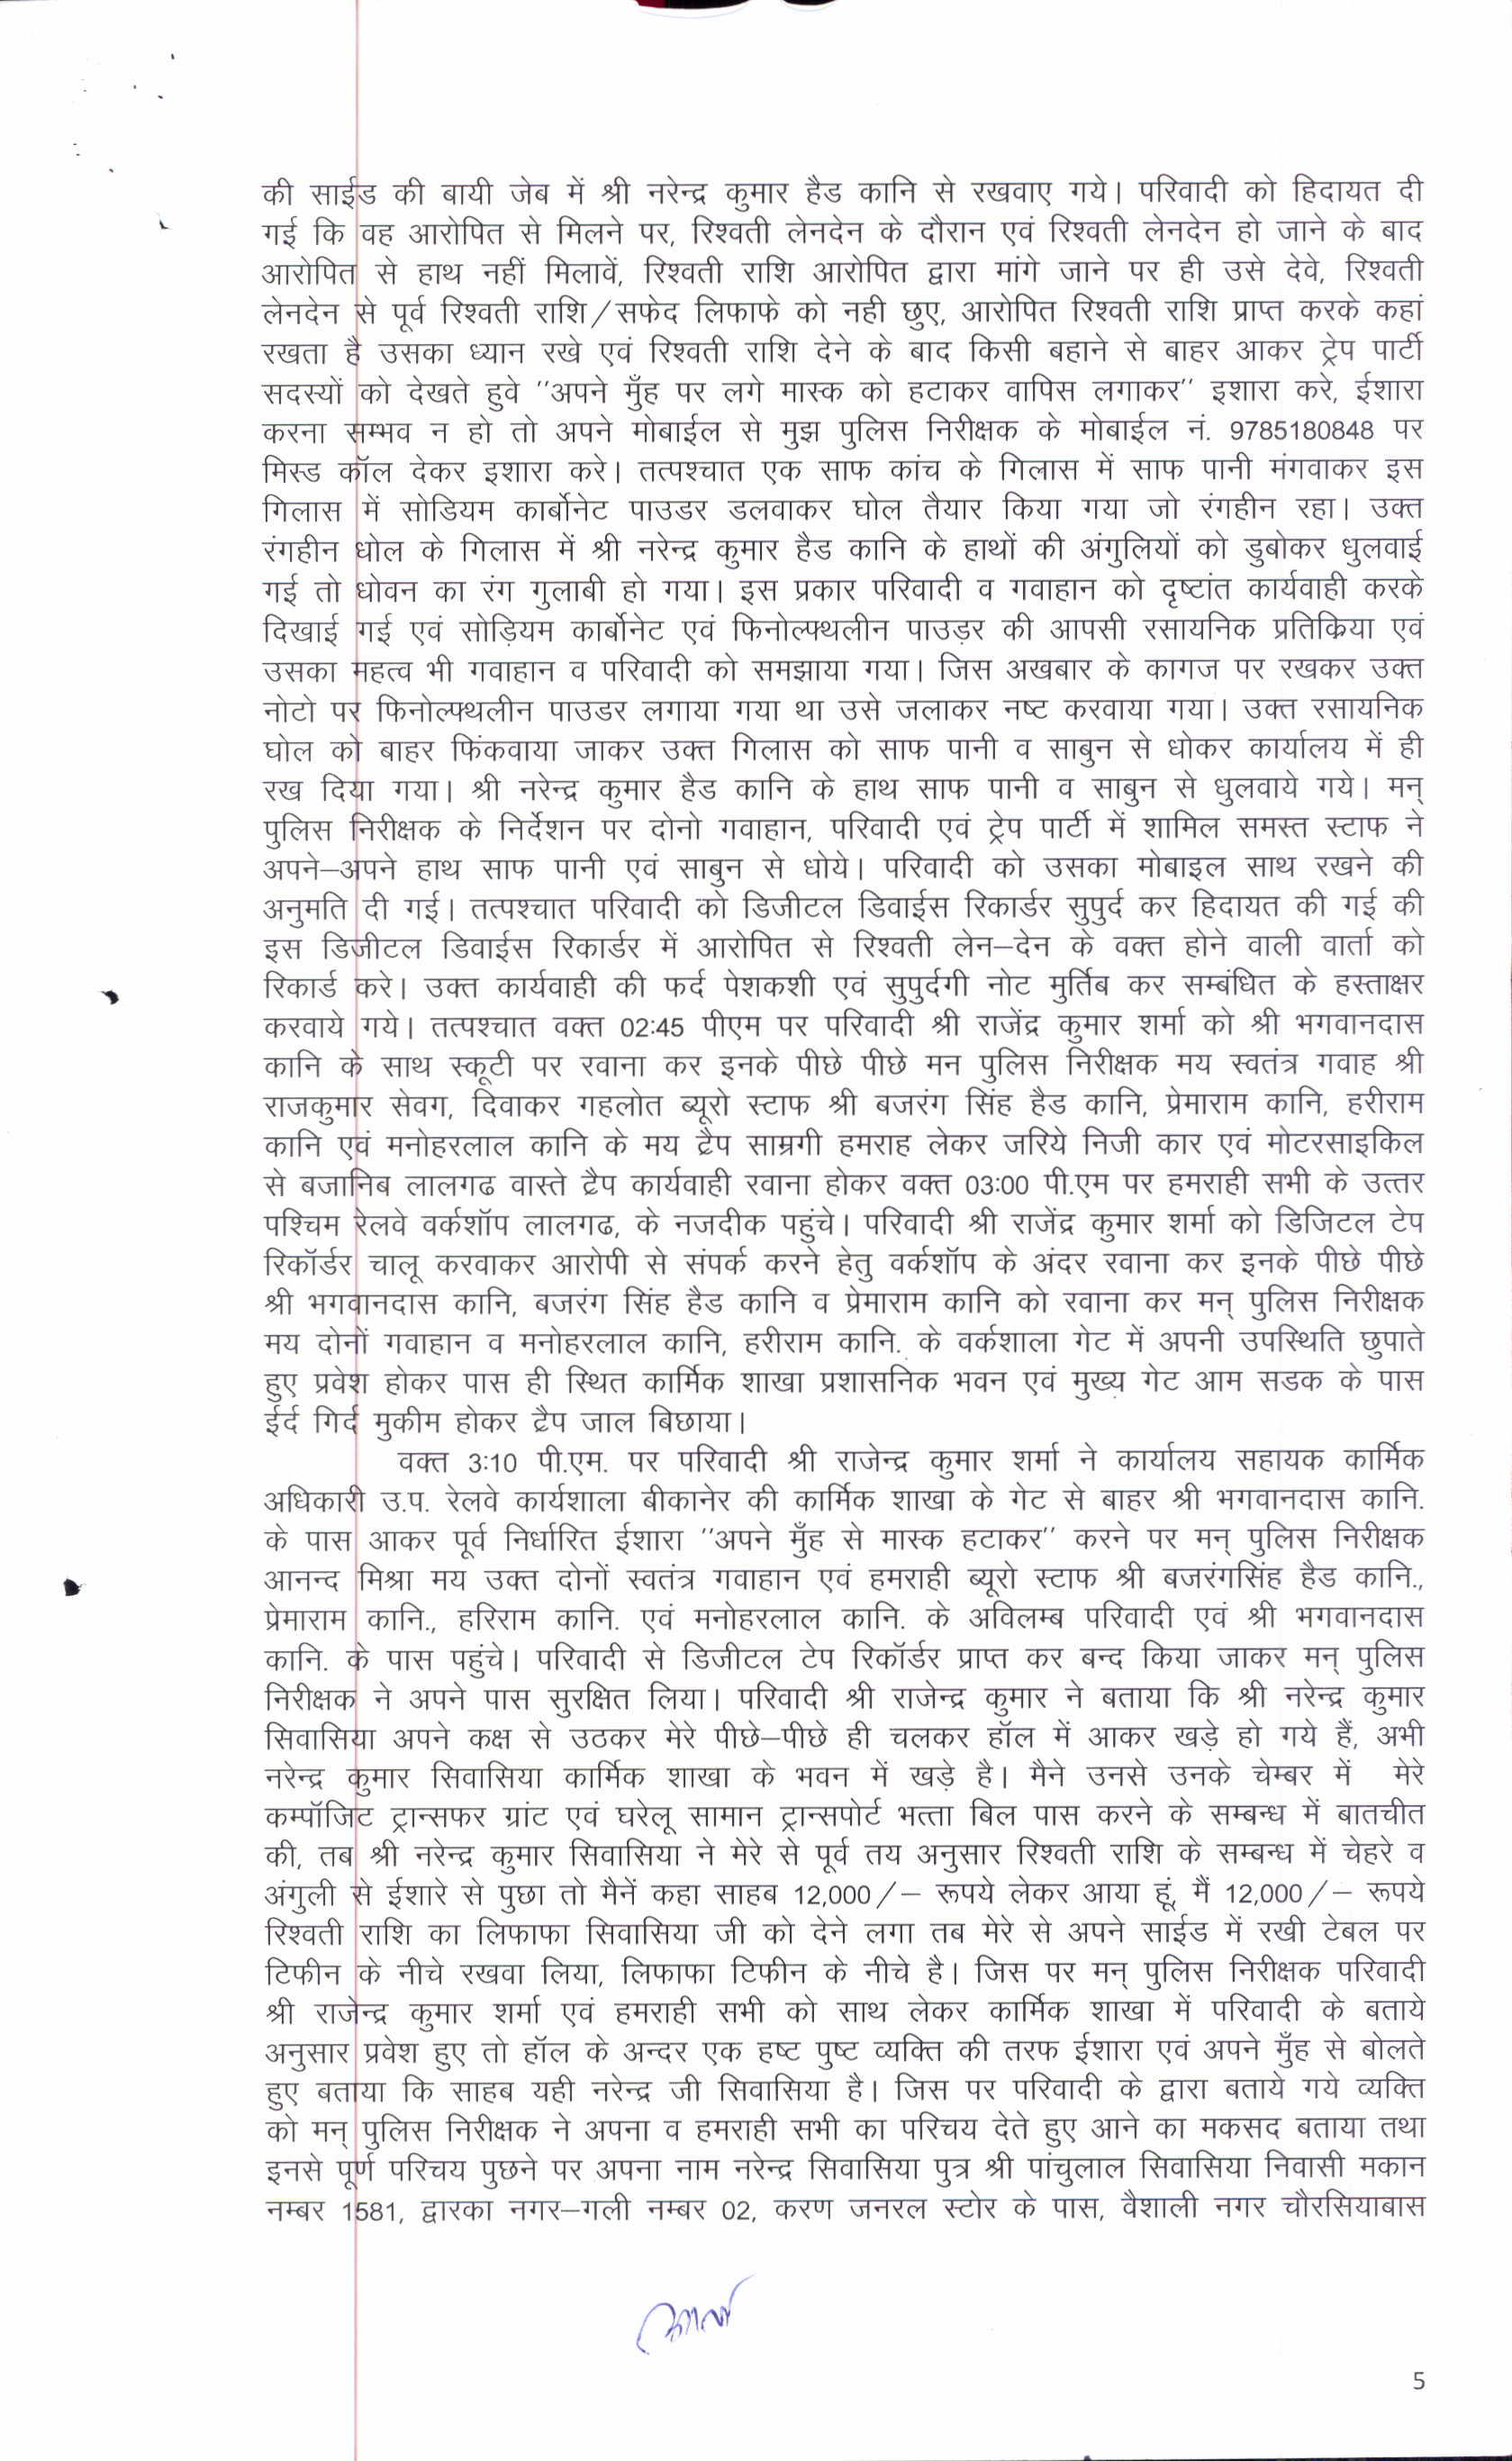 की साईड की बायी जेब में श्री नरेन्द्र कुमार हैड कानि से रखवाए गये। परिवादी को हिदायत दी
गई कि वह आरोपित से मिलने पर, रिश्वती लेनदेन के दौरान एवं रिश्वती लेनदेन हो जाने के बाद
आरोपित से हाथ नहीं मिलावें, रिश्वती राशि आरोपित द्वारा मांगे जाने पर ही उसे देवे, रिश्वती
लेनदेन से पूर्व रिश्वती राशि/सफेद लिफाफे को नही छुए, आरोपित रिश्वती राशि प्राप्त करके कहां
रखता है उसका ध्यान रखे एवं रिश्वती राशि देने के बाद किसी बहाने से बाहर आकर ट्रेप पार्टी
सदस्यों को देखते हुवे "अपने मुँह पर लगे मास्क को हटाकर वापिस लगाकर" इशारा करे, ईशारा
करना सम्भव न हो तो अपने मोबाईल से मुझ पुलिस निरीक्षक के मोबाईल नं. 9785180848 पर
मिस्ड कॉल देकर इशारा करे। तत्पश्चात एक साफ कांच के गिलास में साफ पानी मंगवाकर इस
गिलास में सोडियम कार्बोनेट पाउडर डलवाकर घोल तैयार किया गया जो रंगहीन रहा। उक्त
रंगहीन धोल के गिलास में श्री नरेन्द्र कुमार हैड कानि के हाथों की अंगुलियों को डुबोकर धुलवाई
गई तो धोवन का रंग गुलाबी हो गया। इस प्रकार परिवादी व गवाहान को दृष्टांत कार्यवाही करके
दिखाई गई एवं सोड़ियम कार्बोनेट एवं फिनोल्फ्थलीन पाउड़र की आपसी रसायनिक प्रतिकिया एवं
उसका महत्व भी गवाहान व परिवादी को समझाया गया। जिस अखबार के कागज पर रखकर उक्त
नोटो पर फिनोल्फ्थलीन पाउडर लगाया गया था उसे जलाकर नष्ट करवाया गया। उक्त रसायनिक
घोल को बाहर फिंकवाया जाकर उक्त गिलास को साफ पानी व साबुन से धोकर कार्यालय में ही
रख दिया गया। श्री नरेन्द्र कुमार हैड कानि के हाथ साफ पानी व साबुन से धुलवाये गये। मन्
पुलिस निरीक्षक के निर्देशन पर दोनो गवाहान, परिवादी एवं ट्रेप पार्टी में शामिल समस्त स्टाफ ने
अपने–अपने हाथ साफ पानी एवं साबुन से धोये। परिवादी को उसका मोबाइल साथ रखने की
अनुमति दी गई। तत्पश्चात परिवादी को डिजीटल डिवाईस रिकार्डर सुपुर्द कर हिदायत की गई की
इस डिजीटल डिवाईस रिकार्डर में आरोपित से रिश्वती लेन–देन के वक्त होने वाली वार्ता को
रिकार्ड करे। उक्त कार्यवाही की फर्द पेशकशी एवं सुपुर्दगी नोट मुर्तिब कर सम्बंधित के हस्ताक्षर
करवाये गये। तत्पश्चात वक्त 02:45 पीएम पर परिवादी श्री राजेंद्र कुमार शर्मा को श्री भगवानदास
कानि के साथ स्कूटी पर रवाना कर इनके पीछे पीछे मन पुलिस निरीक्षक मय स्वतंत्र गवाह श्री
राजकुमार सेवग, दिवाकर गहलोत ब्यूरो स्टाफ श्री बजरंग सिंह हैड कानि, प्रेमाराम कानि, हरीराम
कानि एवं मनोहरलाल कानि के मय ट्रैप साम्रगी हमराह लेकर जरिये निजी कार एवं मोटरसाइकिल
से बजानिब लालगढ वास्ते ट्रैप कार्यवाही रवाना होकर वक्त 03:00 पी.एम पर हमराही सभी के उत्तर
पश्चिम रेलवे वर्कशॉप लालगढ, के नजदीक पहुंचे। परिवादी श्री राजेंद्र कुमार शर्मा को डिजिटल टेप
रिकॉर्डर चालू करवाकर आरोपी से संपर्क करने हेतु वर्कशॉप के अंदर रवाना कर इनके पीछे पीछे
श्री भगवानदास कानि, बजरंग सिंह हैड कानि व प्रेमाराम कानि को रवाना कर मन् पुलिस निरीक्षक
मय दोनों गवाहान व मनोहरलाल कानि, हरीराम कानि. के वर्कशाला गेट में अपनी उपस्थिति छुपाते
हुए प्रवेश होकर पास ही स्थित कार्मिक शाखा प्रशासनिक भवन एवं मुख्य गेट आम सडक के पास
ईर्द गिर्द मुकीम होकर ट्रैप जाल बिछाया।
वक्त 3:10 पी.एम. पर परिवादी श्री राजेन्द्र कुमार शर्मा ने कार्यालय सहायक कार्मिक
अधिकारी उ.प. रेलवे कार्यशाला बीकानेर की कार्मिक शाखा के गेट से बाहर श्री भगवानदास कानि.
के पास आकर पूर्व निर्धारित ईशारा "अपने मुँह से मास्क हटाकर" करने पर मन् पुलिस निरीक्षक
आनन्द मिश्रा मय उक्त दोनों स्वतंत्र गवाहान एवं हमराही ब्यूरो स्टाफ श्री बजरंगसिंह हैड कानि.,
प्रेमाराम कानि., हरिराम कानि. एवं मनोहरलाल कानि. के अविलम्ब परिवादी एवं श्री भगवानदास
कानि. के पास पहुंचे। परिवादी से डिजीटल टेप रिकॉर्डर प्राप्त कर बन्द किया जाकर मन् पुलिस
निरीक्षक ने अपने पास सुरक्षित लिया। परिवादी श्री राजेन्द्र कुमार ने बताया कि श्री नरेन्द्र कुमार
सिवासिया अपने कक्ष से उठकर मेरे पीछे–पीछे ही चलकर हॉल में आकर खड़े हो गये हैं, अभी
नरेन्द्र कुमार सिवासिया कार्मिक शाखा के भवन में खड़े है। मैने उनसे उनके चेम्बर में मेरे
कम्पॉजिट ट्रान्सफर ग्रांट एवं घरेलू सामान ट्रान्सपोर्ट भत्ता बिल पास करने के सम्बन्ध में बातचीत
की, तब श्री नरेन्द्र कुमार सिवासिया ने मेरे से पूर्व तय अनुसार रिश्वती राशि के सम्बन्ध में चेहरे व
अंगुली से ईशारे से पुछा तो मैनें कहा साहब 12,000/– रूपये लेकर आया हूं, मैं 12,000/– रूपये
रिश्वती राशि का लिफाफा सिवासिया जी को देने लगा तब मेरे से अपने साईड में रखी टेबल पर
टिफीन के नीचे रखवा लिया, लिफाफा टिफीन के नीचे है। जिस पर मन् पुलिस निरीक्षक परिवादी
श्री राजेन्द्र कुमार शर्मा एवं हमराही सभी को साथ लेकर कार्मिक शाखा में परिवादी के बताये
अनुसार प्रवेश हुए तो हॉल के अन्दर एक हष्ट पुष्ट व्यक्ति की तरफ ईशारा एवं अपने मुँह से बोलते
हुए बताया कि साहब यही नरेन्द्र जी सिवासिया है। जिस पर परिवादी के द्वारा बताये गये व्यक्ति
को मन् पुलिस निरीक्षक ने अपना व हमराही सभी का परिचय देते हुए आने का मकसद बताया तथा
इनसे पूर्ण परिचय पुछने पर अपना नाम नरेन्द्र सिवासिया पुत्र श्री पांचुलाल सिवासिया निवासी मकान
नम्बर 1581, द्वारका नगर–गली नम्बर 02, करण जनरल स्टोर के पास, वैशाली नगर चौरसियाबास
5